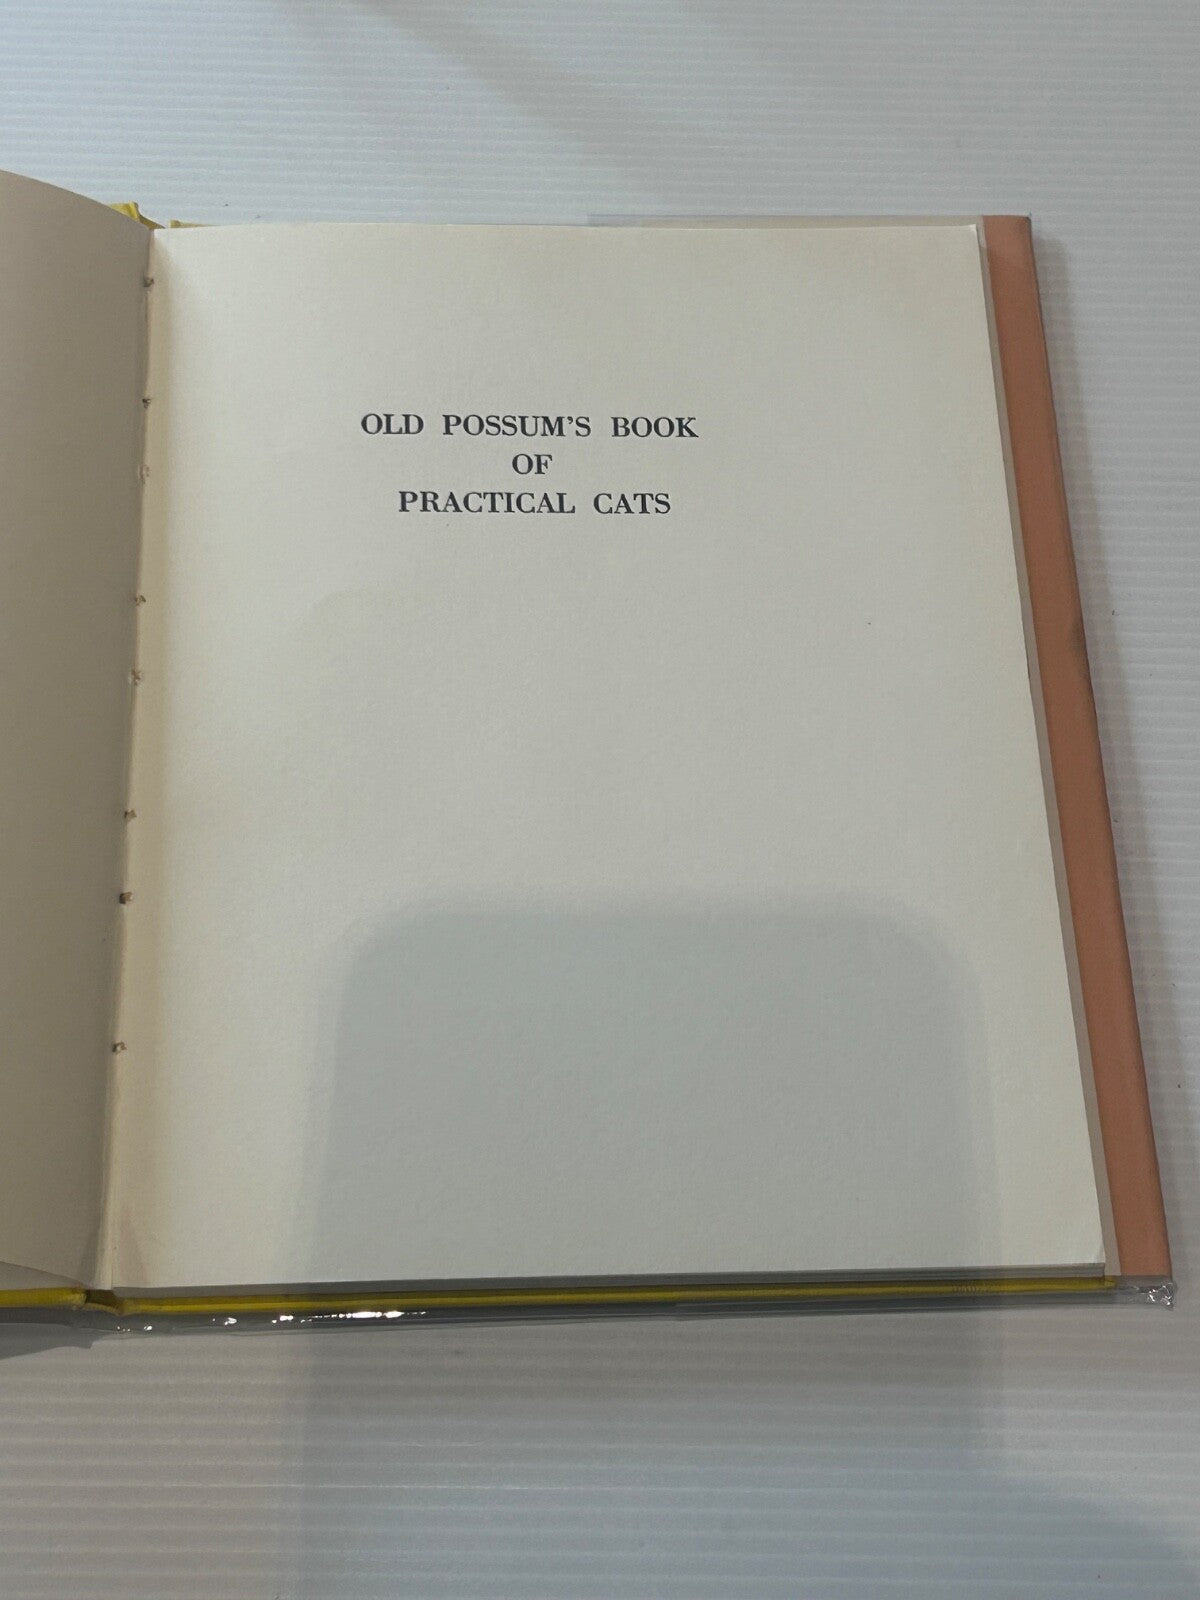 OLD POSSUM'S BOOK
OF
PRACTICAL CATS